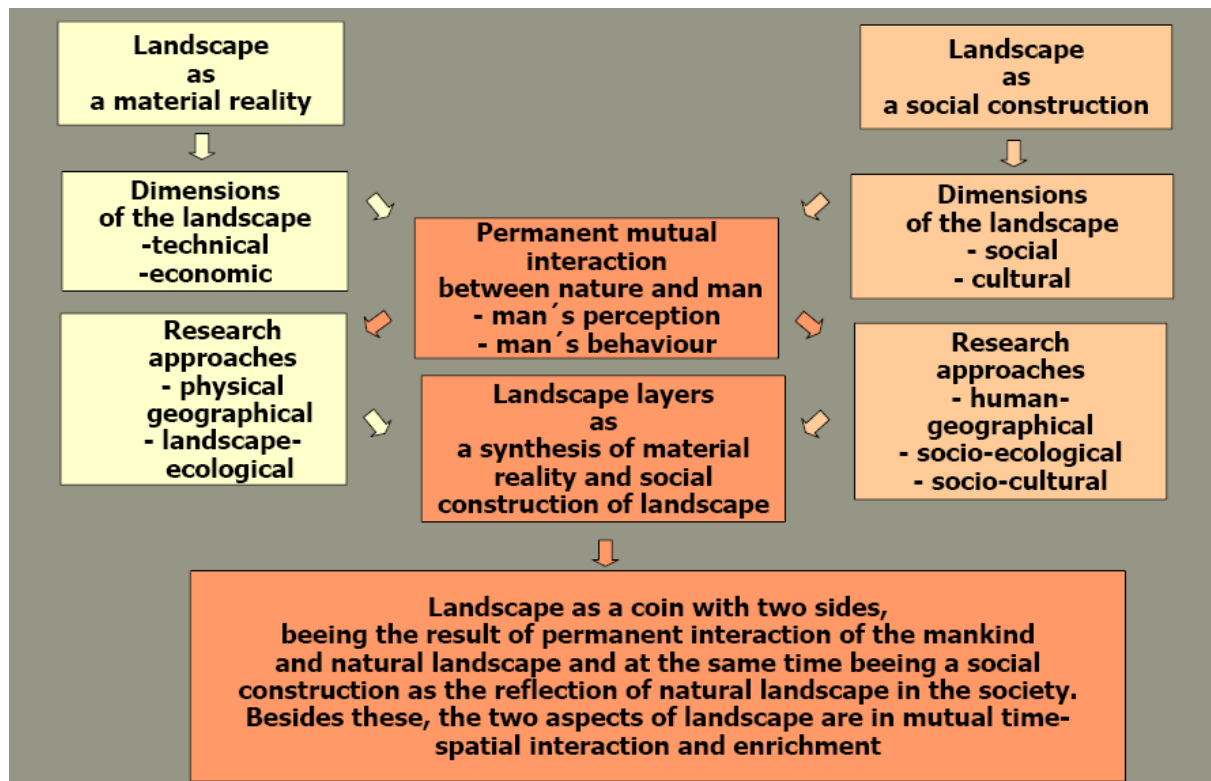 Landscape
as
a material reality
Landscape
as
a social construction
Dimensions
of the landscape
-technical
-economic
Permanent mutual
interaction
between nature and man
- man´s perception
- man´s behaviour
Dimensions
of the landscape
- social
- cultural
Research
approaches
- physical
geographical
- landscape-
ecological
Landscape layers
as
a synthesis of material
reality and social
construction of landscape
Research
approaches
- human-
geographical
- socio-ecological
- socio-cultural
Landscape as a coin with two sides,
beeing the result of permanent interaction of the mankind
and natural landscape and at the same time beeing a social
construction as the reflection of natural landscape in the society.
Besides these, the two aspects of landscape are in mutual time-
spatial interaction and enrichment